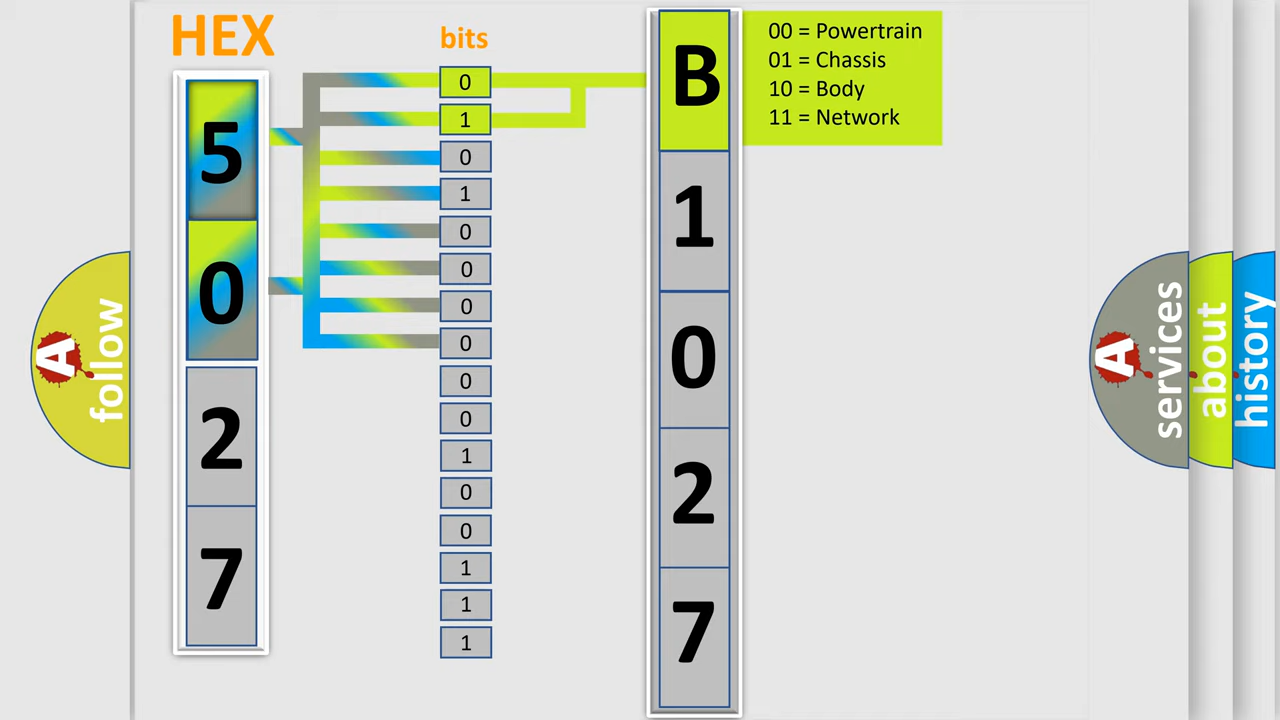 HEX
bits
5
0
2
7
0
1
0
1
0
0
0
0
0
0
1
0
0
1
1
1
B
1
0
2
7
00 = Powertrain
01 = Chassis
10 = Body
11 = Network
A
follow
A
services
about
history